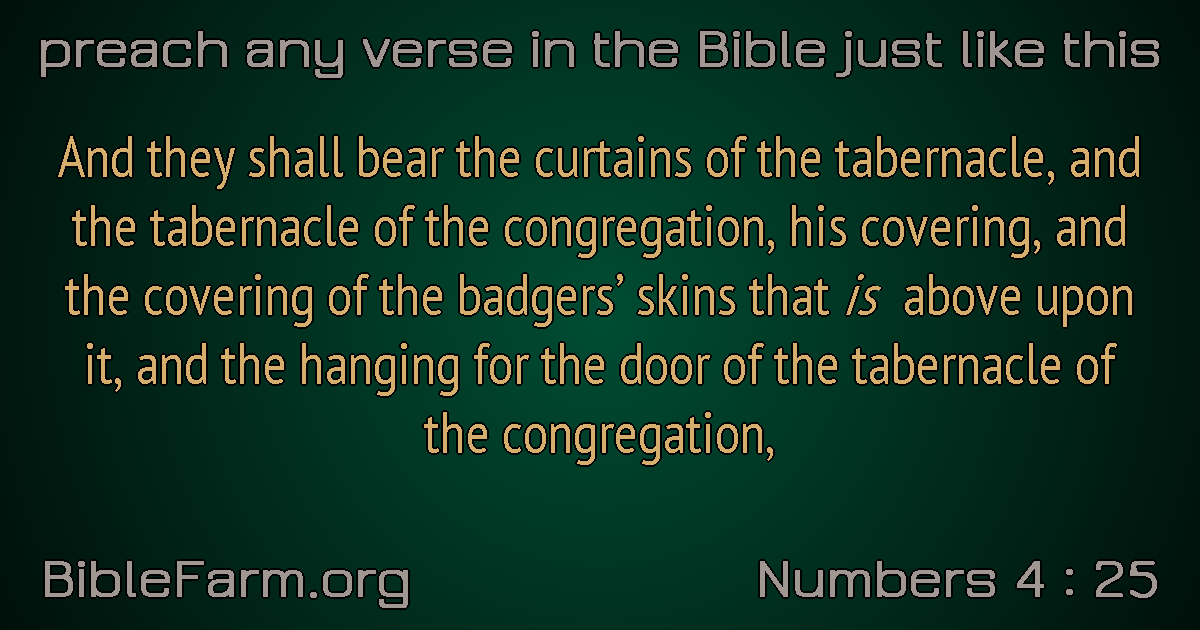 preach any verse in the Bible just like this
And they shall bear the curtains of the tabernacle, and
the tabernacle of the congregation, his covering, and
the covering of the badgers’ skins that is above upon
it, and the hanging for the door of the tabernacle of
the congregation,
BibleFarm.org
Numbers 4 : 25